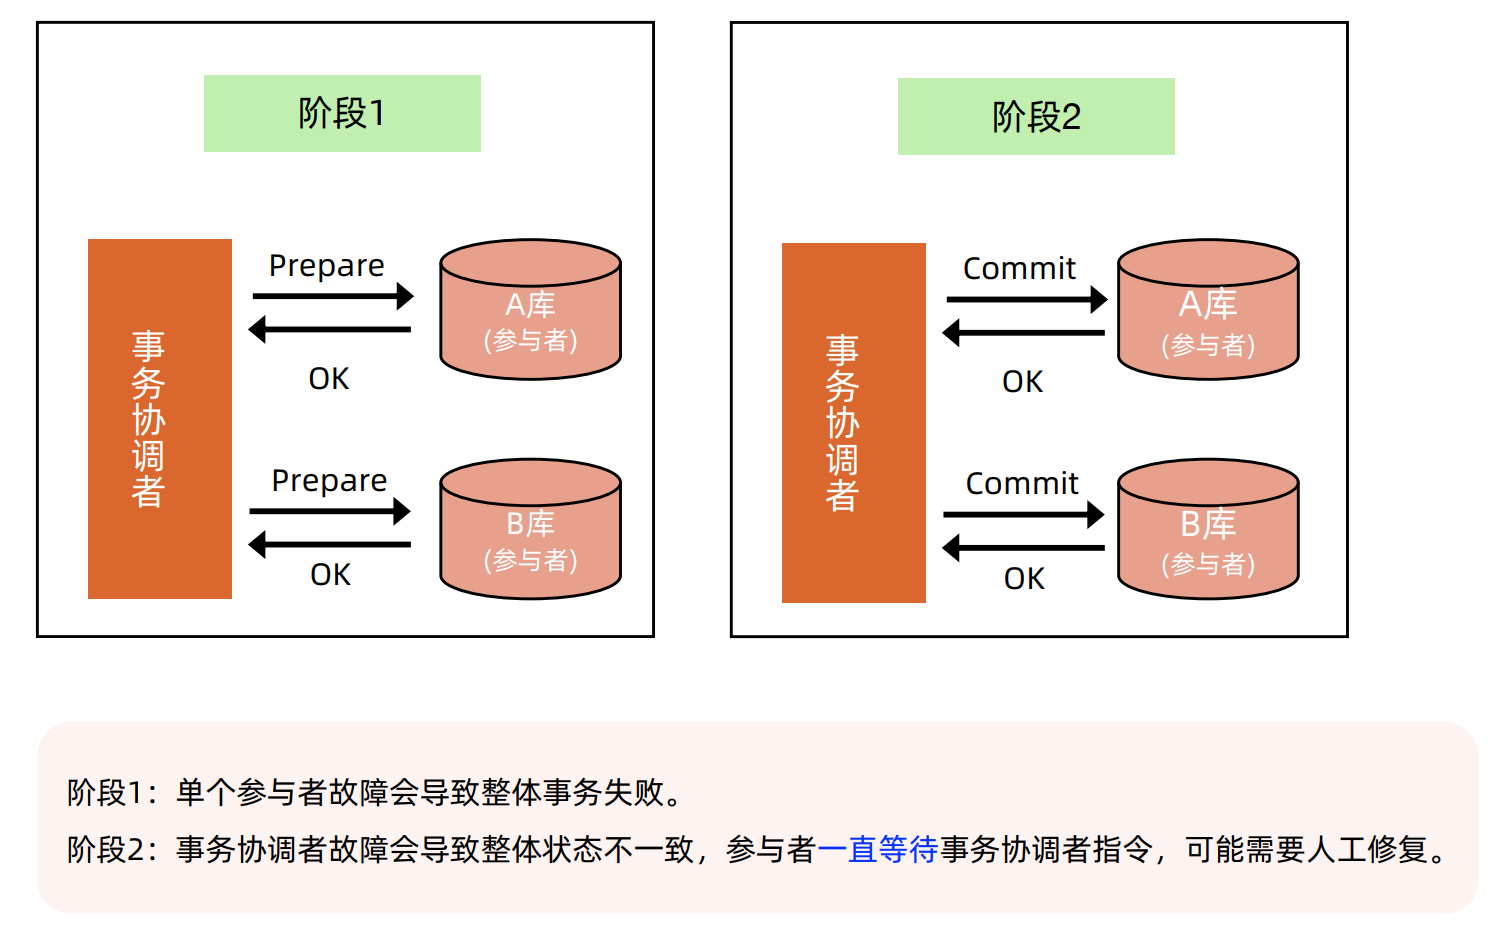 阶段1
事务协调者
Prepare
OK
A库
(参与者)
Prepare
OK
B库
(参与者)
阶段2
事务协调者
Commit
OK
A库
(参与者)
Commit
OK
B库
(参与者)
阶段1：单个参与者故障会导致整体事务失败。
阶段2：事务协调者故障会导致整体状态不一致，参与者一直等待事务协调者指令，可能需要人工修复。